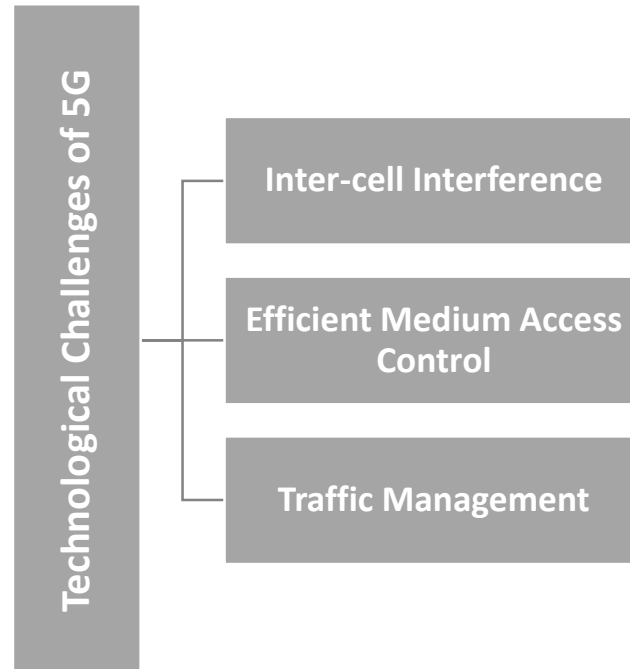 Technological Challenges of 5G
Inter-cell Interference
Efficient Medium Access
Control
Traffic Management